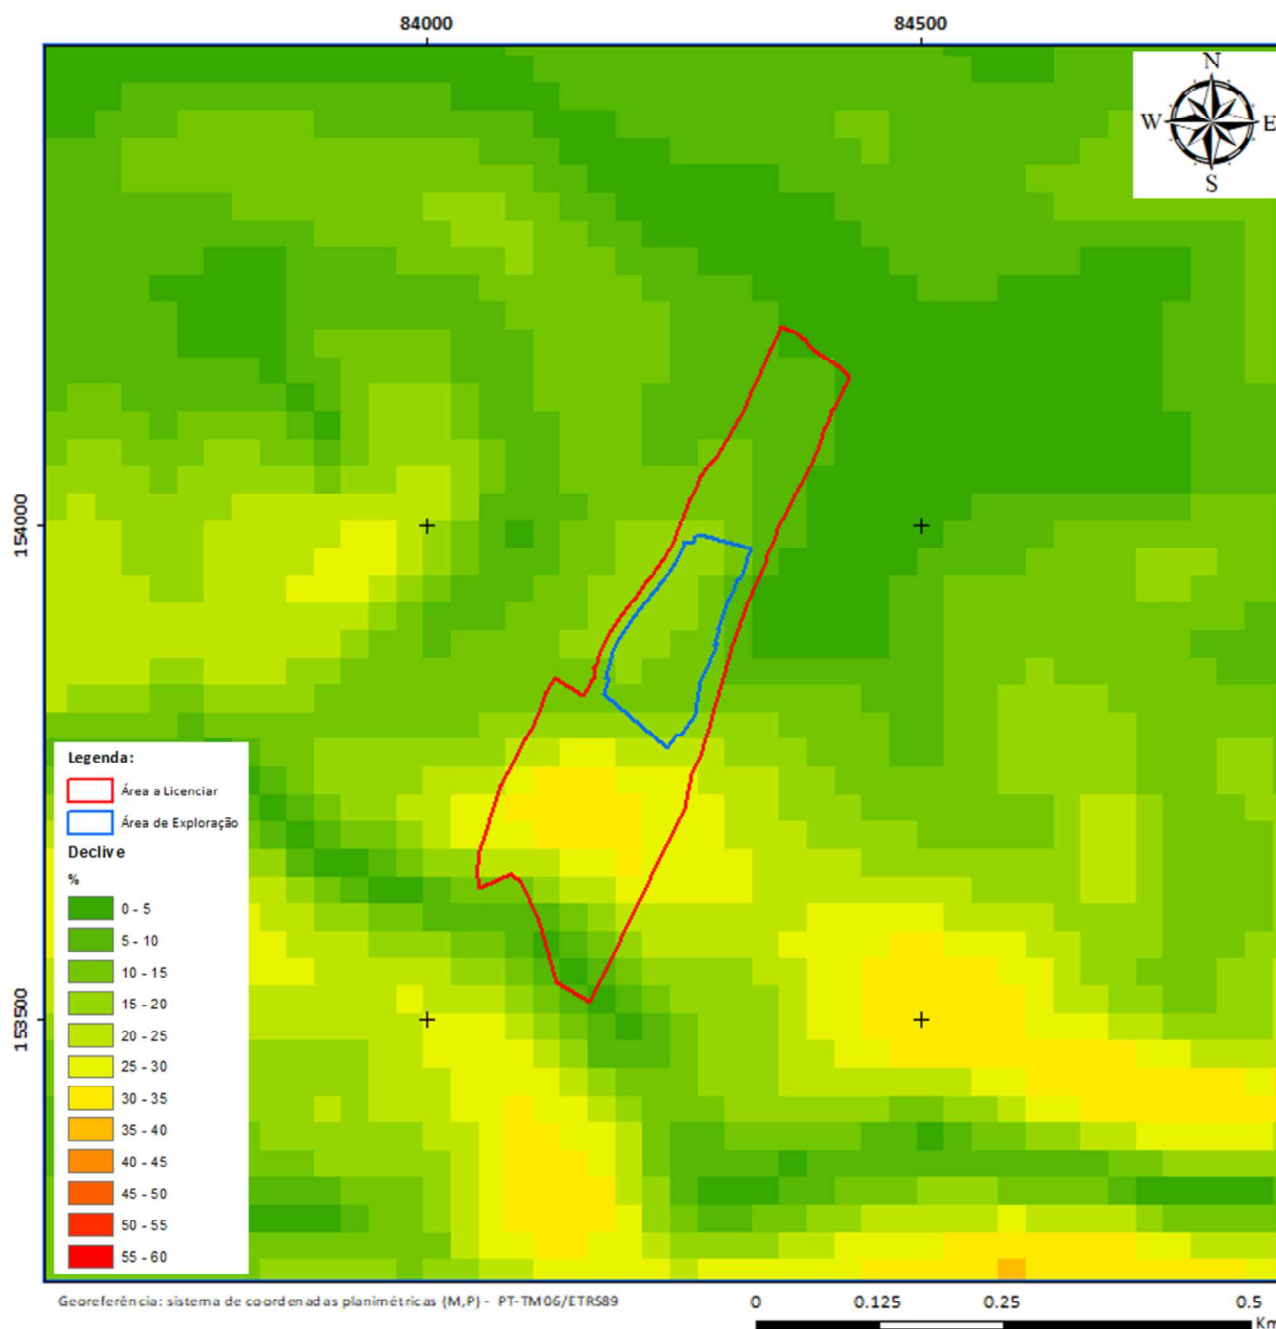 84000 84500
N
W E
S
154000
153500
Legenda:
Área a Licenciar
Área de Exploração
Declive
%
0 - 5
5 - 10
10 - 15
15 - 20
20 - 25
25 - 30
30 - 35
35 - 40
40 - 45
45 - 50
50 - 55
55 - 60
Georeferência: sistema de coordenadas planimétricas (M,P) - PT-TM06/ETRS89
0 0.125 0.25 0.5
Km